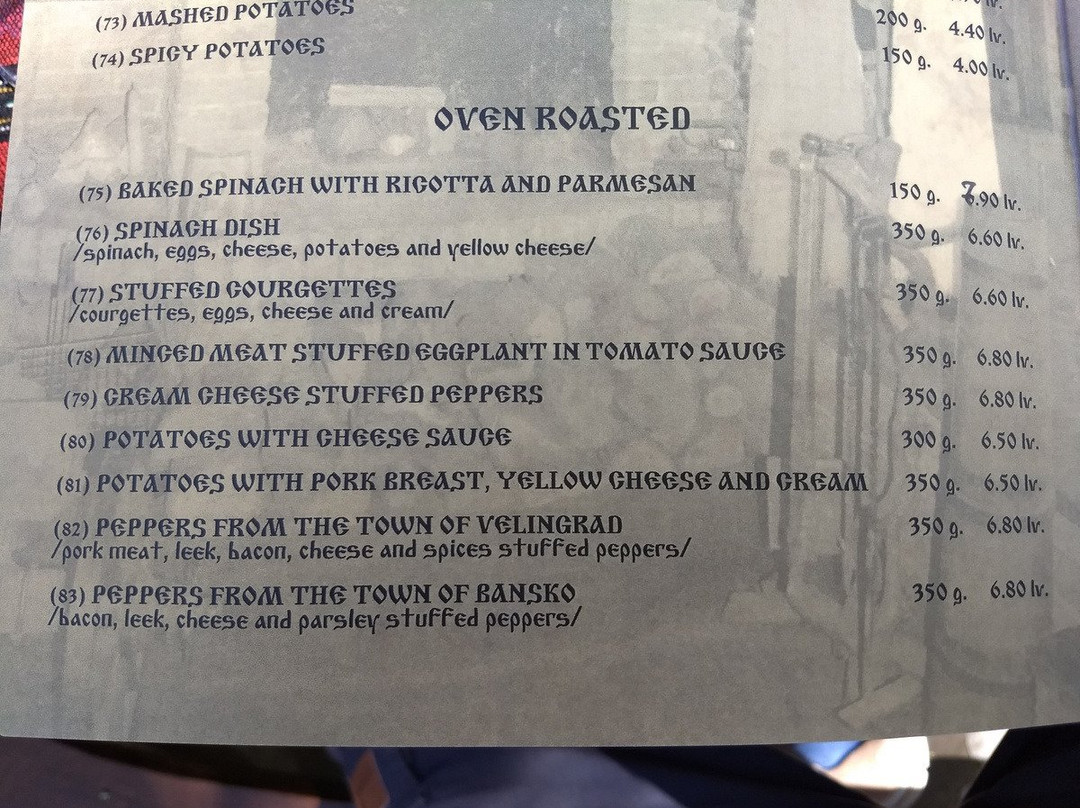 (73) MASHED POTATOES 200 g. 4.40 lv.
(74) SPICY POTATOES 150 g. 4.00 lv.
OVEN ROASTED
(75) BAKED SPINACH WITH RICOTTA AND PARMESAN 150 g. 7.90 lv.
(76) SPINACH DISH 350 g. 6.60 lv.
/spinach, eggs, cheese, potatoes and yellow cheese/
(77) STUFFED COURGETTES 350 g. 6.60 lv.
/courgettes, eggs, cheese and cream/
(78) MINCED MEAT STUFFED EGGPLANT IN TOMATO SAUCE 350 g. 6.80 lv.
(79) CREAM CHEESE STUFFED PEPPERS 350 g. 6.80 lv.
(80) POTATOES WITH CHEESE SAUCE 300 g. 6.50 lv.
(81) POTATOES WITH PORK BREAST, YELLOW CHEESE AND CREAM 350 g. 6.50 lv.
(82) PEPPERS FROM THE TOWN OF VELINGRAD 350 g. 6.80 lv.
/pork meat, leek, bacon, cheese and spices stuffed peppers/
(83) PEPPERS FROM THE TOWN OF BANSKO 350 g. 6.80 lv.
/bacon, leek, cheese and parsley stuffed peppers/